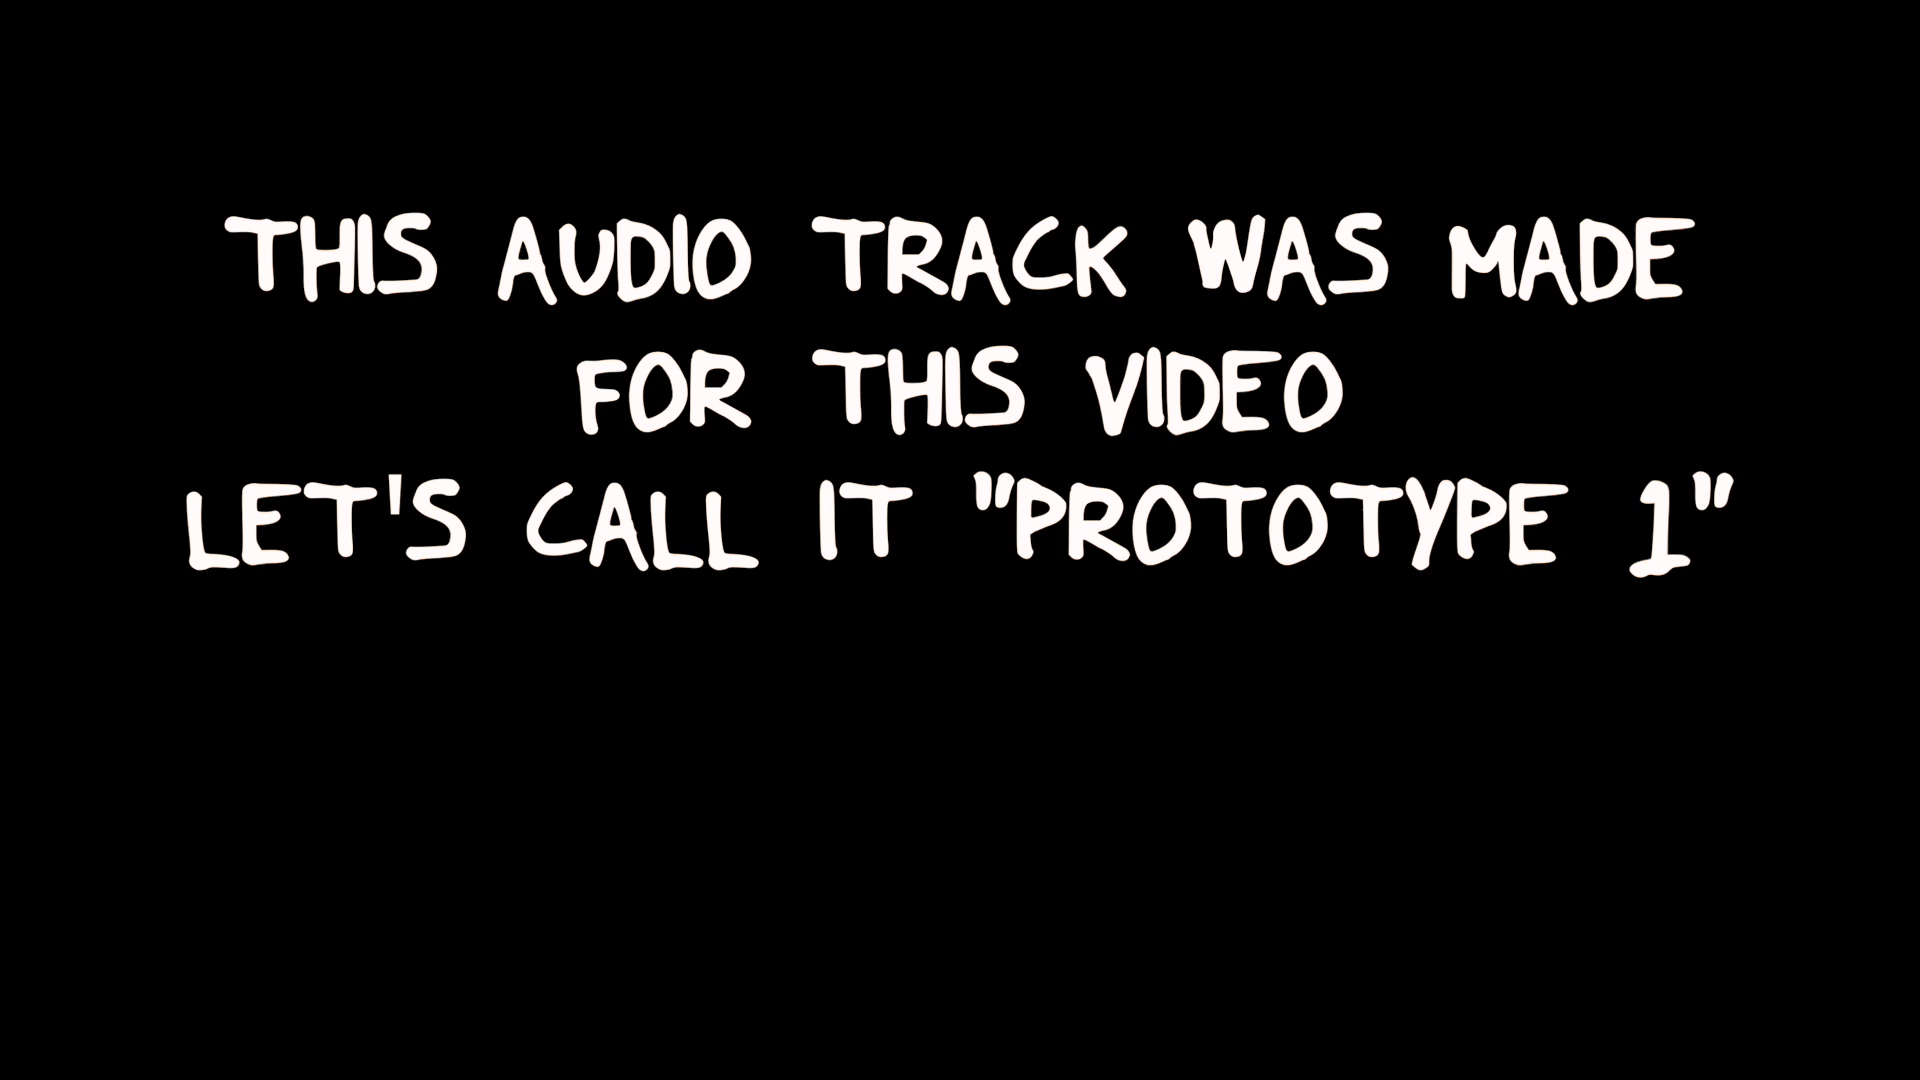 THIS AUDIO TRACK WAS MADE
FOR THIS VIDEO
LET'S CALL IT "PROTOTYPE 1"